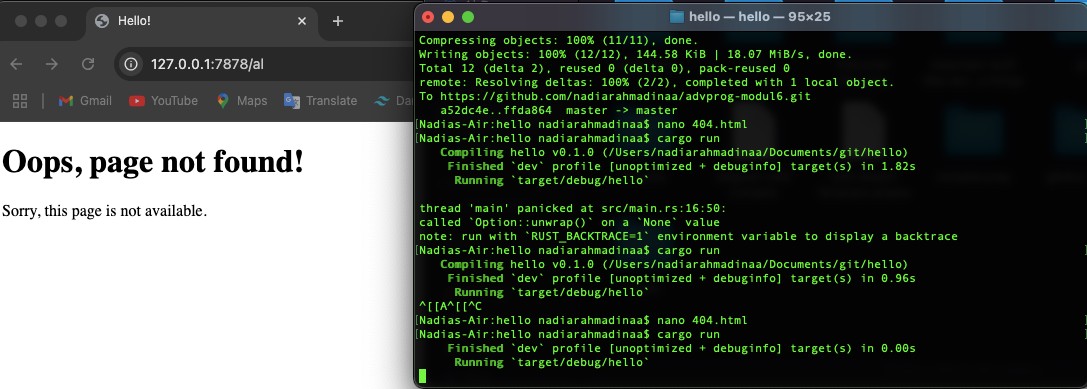 Hello!
127.0.0.1:7878/al
Gmail
YouTube
Maps
Translate
Da
Oops, page not found!
Sorry, this page is not available.
hello — hello — 95×25
Compressing objects: 100% (11/11), done.
Writing objects: 100% (12/12), 144.58 KiB | 18.07 MiB/s, done.
Total 12 (delta 2), reused 0 (delta 0), pack-reused 0
remote: Resolving deltas: 100% (2/2), completed with 1 local object.
To https://github.com/nadiarahmadinaa/advprog-modul6.git
a52dc4e..ffda864  master -> master
[Nadias-Air:hello nadiarahmadinaa$ nano 404.html ]
[Nadias-Air:hello nadiarahmadinaa$ cargo run ]
Compiling hello v0.1.0 (/Users/nadiarahmadinaa/Documents/git/hello)
Finished `dev` profile [unoptimized + debuginfo] target(s) in 1.82s
Running `target/debug/hello`
thread 'main' panicked at src/main.rs:16:50:
called `Option::unwrap()` on a `None` value
note: run with `RUST_BACKTRACE=1` environment variable to display a backtrace
[Nadias-Air:hello nadiarahmadinaa$ cargo run ]
Compiling hello v0.1.0 (/Users/nadiarahmadinaa/Documents/git/hello)
Finished `dev` profile [unoptimized + debuginfo] target(s) in 0.96s
Running `target/debug/hello`
^[[A^[[^C
[Nadias-Air:hello nadiarahmadinaa$ nano 404.html ]
[Nadias-Air:hello nadiarahmadinaa$ cargo run ]
Finished `dev` profile [unoptimized + debuginfo] target(s) in 0.00s
Running `target/debug/hello`